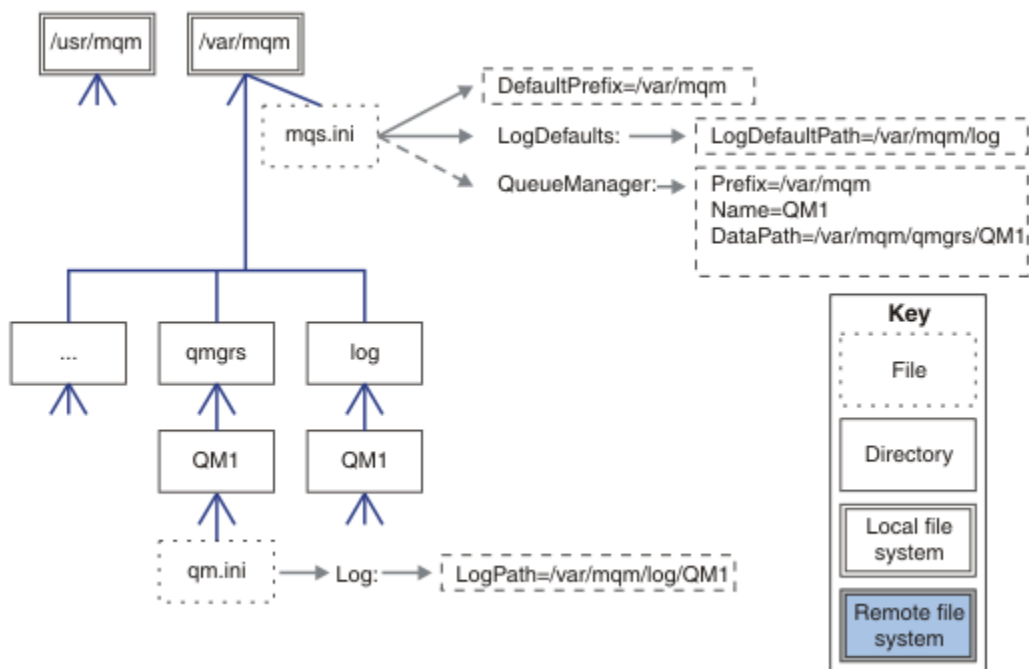 /usr/mqm
/var/mqm
mqs.ini
DefaultPrefix=/var/mqm
LogDefaults:
LogDefaultPath=/var/mqm/log
QueueManager:
Prefix=/var/mqm
Name=QM1
DataPath=/var/mqm/qmgrs/QM1
...
qmgrs
log
QM1
QM1
qm.ini
Log:
LogPath=/var/mqm/log/QM1
Key
File
Directory
Local file
system
Remote file
system